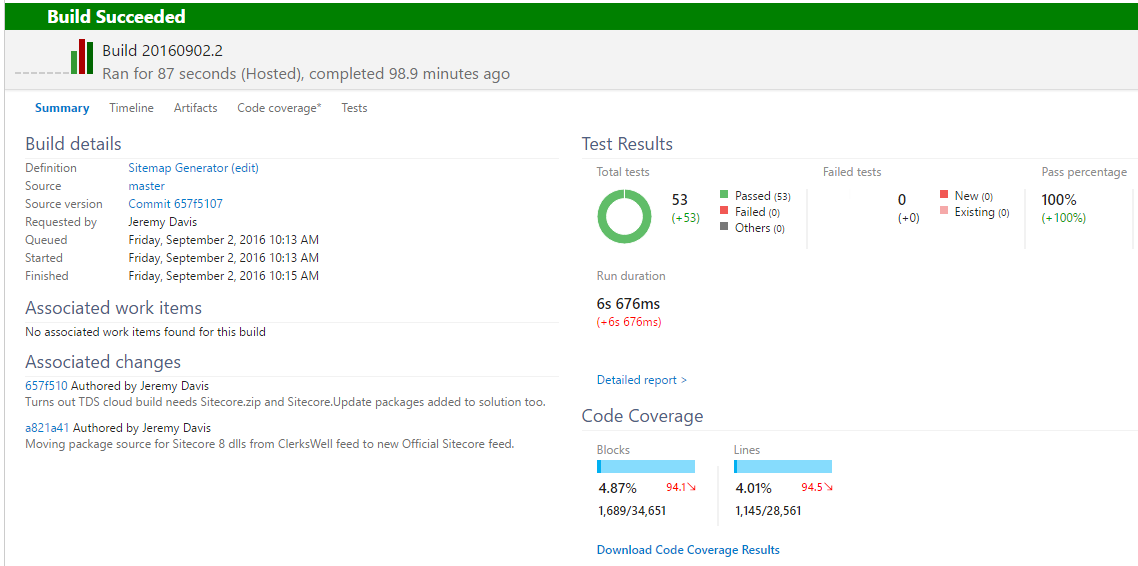 Build Succeeded
Build 20160902.2
Ran for 87 seconds (Hosted), completed 98.9 minutes ago
Summary Timeline Artifacts Code coverage* Tests
Build details
Definition Sitemap Generator (edit)
Source master
Source version Commit 657f5107
Requested by Jeremy Davis
Queued Friday, September 2, 2016 10:13 AM
Started Friday, September 2, 2016 10:13 AM
Finished Friday, September 2, 2016 10:15 AM
Associated work items
No associated work items found for this build
Associated changes
657f510 Authored by Jeremy Davis
Turns out TDS cloud build needs Sitecore.zip and Sitecore.Update packages added to solution too.
a821a41 Authored by Jeremy Davis
Moving package source for Sitecore 8 dlls from ClerksWell feed to new Official Sitecore feed.
Test Results
Total tests
53
(+53)
Passed (53)
Failed (0)
Others (0)
Failed tests
0
(+0)
New (0)
Existing (0)
Pass percentage
100%
(+100%)
Run duration
6s 676ms
(+6s 676ms)
Detailed report >
Code Coverage
Blocks
4.87% 94.1↘
1,689/34,651
Lines
4.01% 94.5↘
1,145/28,561
Download Code Coverage Results